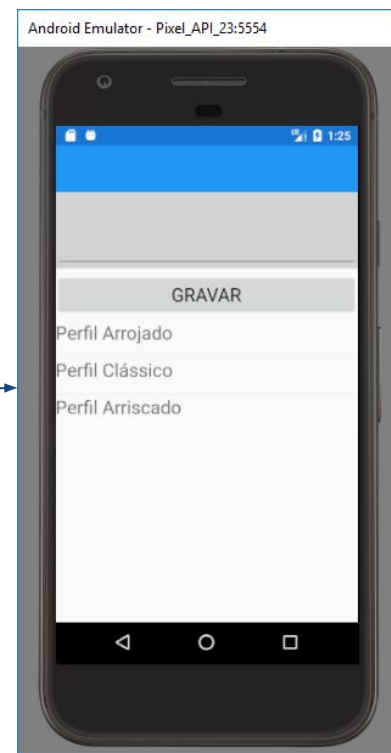 Android Emulator - Pixel_API_23:5554
1:25
GRAVAR
Perfil Arrojado
Perfil Clássico
Perfil Arriscado